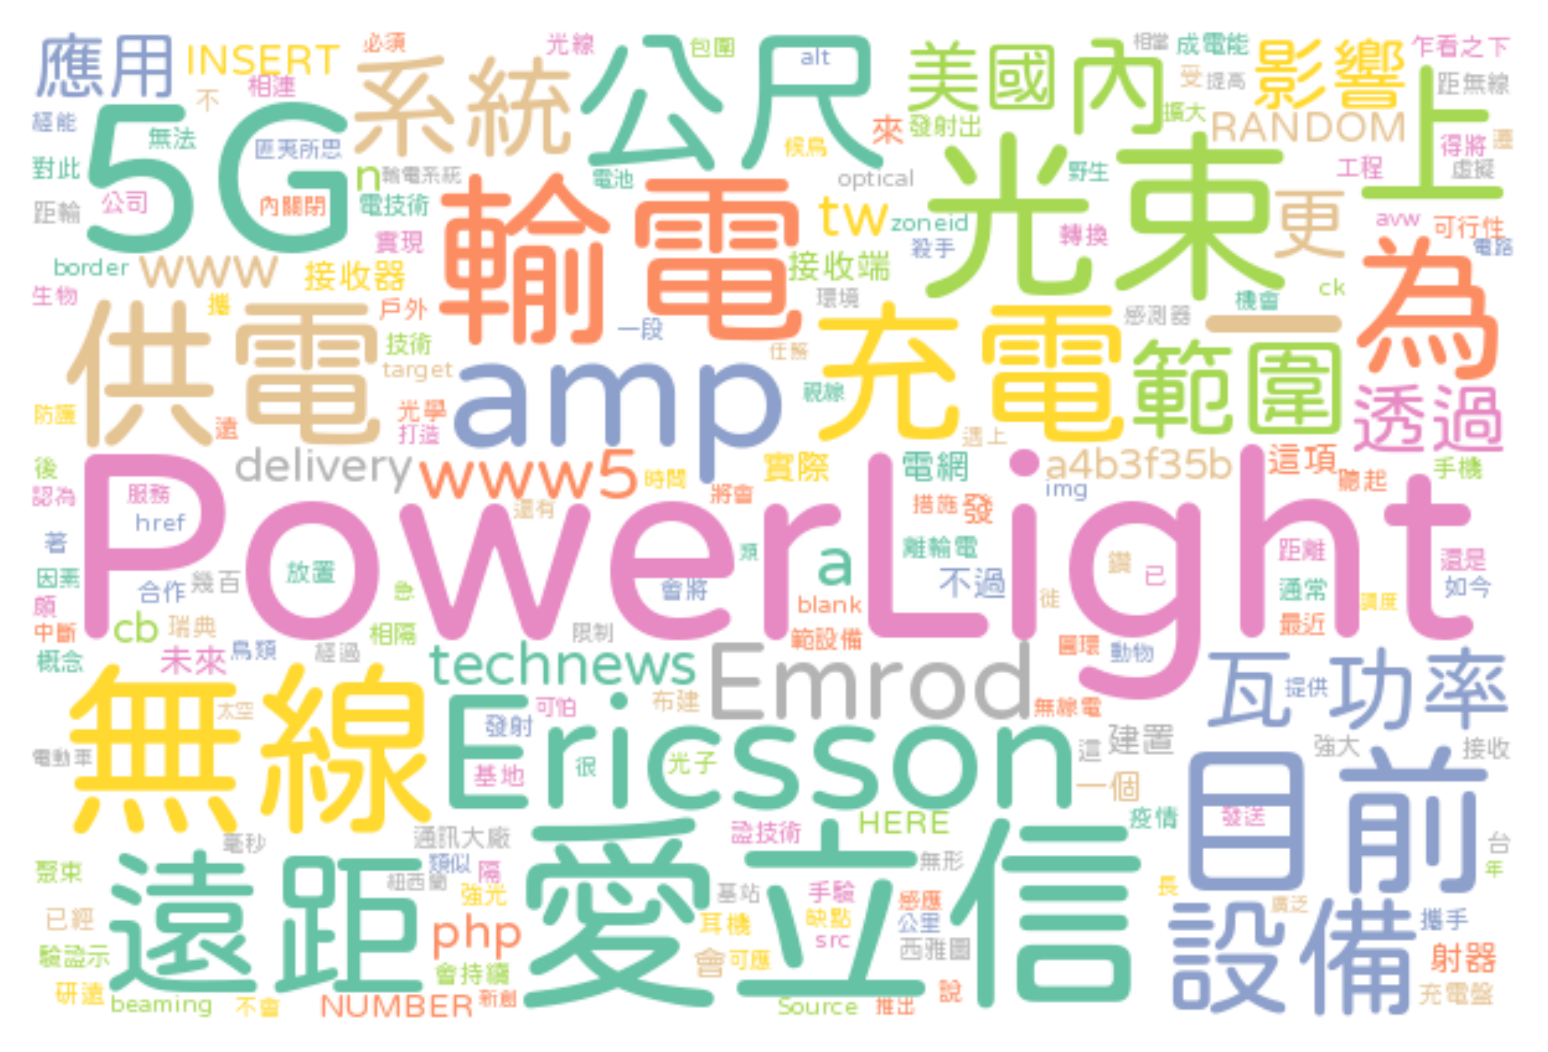 應用
INSERT
必須
光線
公尺
包圍
alt
美國
內
相當
成電能
影響
乍看之下
相連
系統
不
受
提高
上
距無線
經能
5G
無法
匪夷所思
候鳥
來
發射出
擴大
RANDOM
得將
對此
n
輸電系統
電池
optical
光束
野生
工程
虛擬
距輪
公司
內關閉
電技術
輸電
tw
zoneid
更
avw
可行性
實現
殺手
轉換
電路
border
www
接收器
接收端
為
生物
攜
戶外
環境
機會
ck
供電
技術
一段
充電
感測器
一
target
任務
範圍
防護
遠
光學
打造
amp
視線
遇上
透過
後
delivery
www5
時間
實際
電網
a4b3f35b
這項
聽起
手機
認為
服務
PowerLight
還有
將會
措施
發
img
href
著
類
離輪電
距離
還是
因素
合作
幾百
放置
會將
a
不過
鑽
已
通常
如今
頗
blank
徙
調度
中斷
cb
瑞典
相隔
限制
範設備
最近
概念
未來
鳥類
經過
technews
Emrod
圓環
動物
瓦
提供
功率
無線
太空
可怕
布建
無線電
發射
Ericsson
電動車
基地
很
光子
這
建置
強大
接收
一個
目前
HERE
疫情
發送
毫秒
通訊大廠
證技術
愛立信
無形
台
聚束
遠距
類似
隔
紐西蘭
強光
基站
手驗
感應
長
年
已經
php
耳機
缺點
公里
設備
廣泛
攜手
src
西雅圖
驗證示
會持續
會
可應
射器
研遠
beaming
不會
NUMBER
新創
Source
推出
說
充電盤